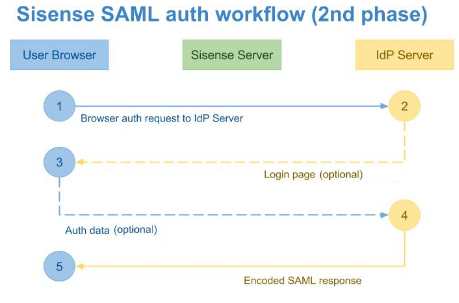 Sisense SAML auth workflow (2nd phase)
User Browser
Sisense Server
IdP Server
1
2
Browser auth request to IdP Server
3
Login page (optional)
4
Auth data (optional)
5
Encoded SAML response